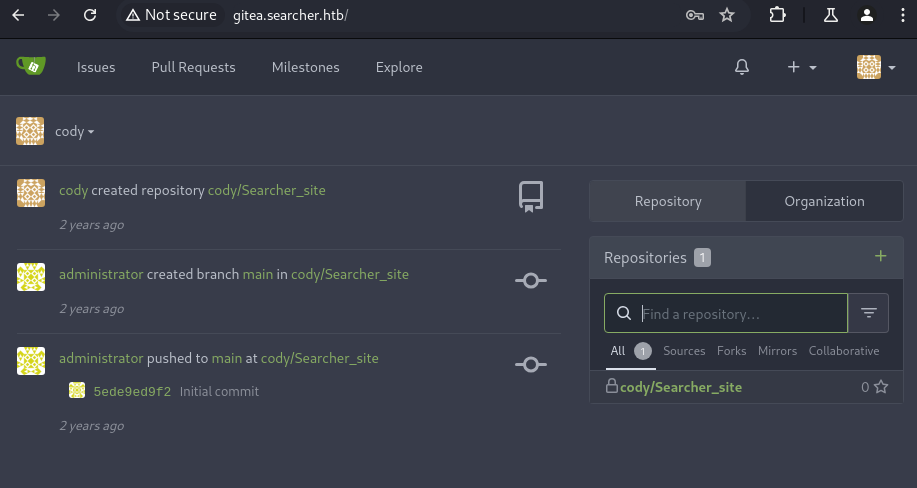 Not secure gitea.searcher.htb/
Issues Pull Requests Milestones Explore
cody
cody created repository cody/Searcher_site
2 years ago
administrator created branch main in cody/Searcher_site
2 years ago
administrator pushed to main at cody/Searcher_site
5ede9ed9f2 Initial commit
2 years ago
Repository Organization
Repositories 1
Find a repository...
All 1 Sources Forks Mirrors Collaborative
cody/Searcher_site 0